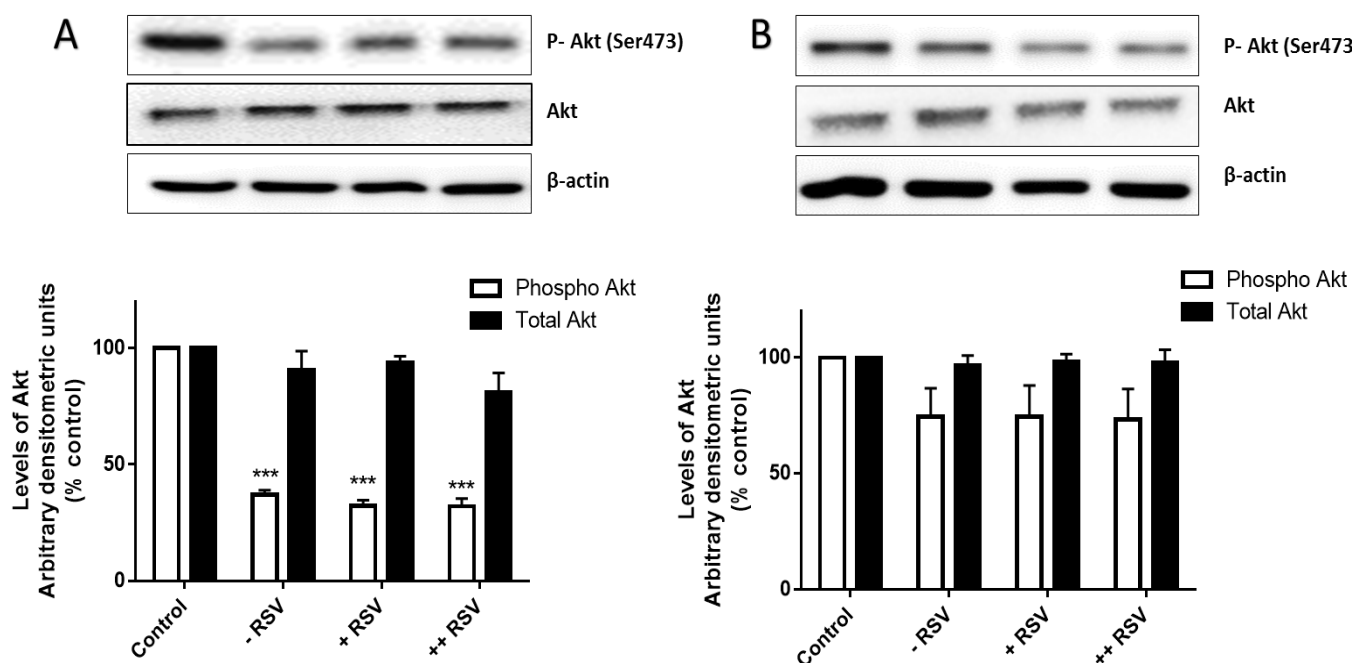 A
P- Akt (Ser473)
Akt
β-actin
Phospho Akt
Total Akt
Levels of Akt
Arbitrary densitometric units
(% control)
100
50
0
***
***
***
Control
- RSV
+ RSV
++ RSV
B
P- Akt (Ser473
Akt
β-actin
Phospho Akt
Total Akt
Levels of Akt
Arbitrary densitometric units
(% control)
100
50
0
Control
- RSV
+ RSV
++ RSV